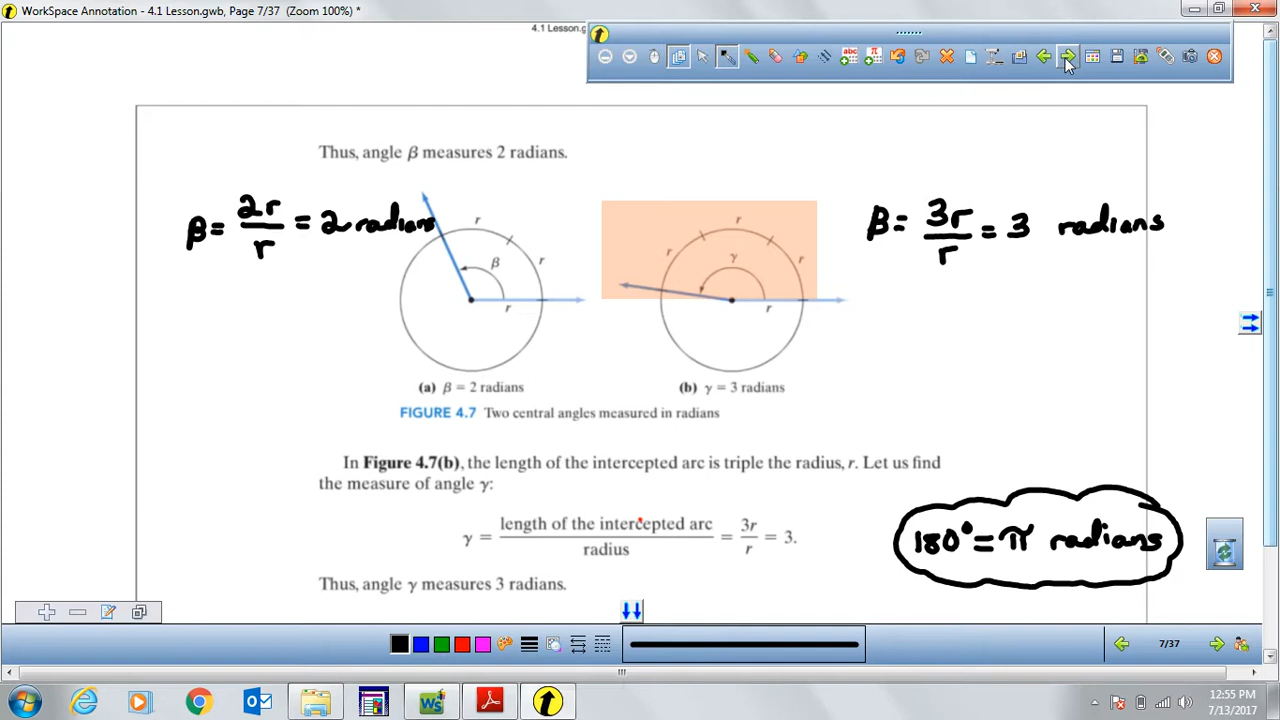 WorkSpace Annotation - 4.1 Lesson.gwb, Page 7/37 (Zoom 100%) *
4.1 Lesson.g
abc
π
Thus, angle β measures 2 radians.
β = 2r/r = 2 radians
β = 3r/r = 3 radians
r
r
β
r
r
r
r
γ
r
(a) β = 2 radians
(b) γ = 3 radians
FIGURE 4.7 Two central angles measured in radians
In Figure 4.7(b), the length of the intercepted arc is triple the radius, r. Let us find
the measure of angle γ:
γ = length of the intercepted arc / radius = 3r/r = 3.
180° = π radians
Thus, angle γ measures 3 radians.
7/37
12:55 PM
7/13/2017